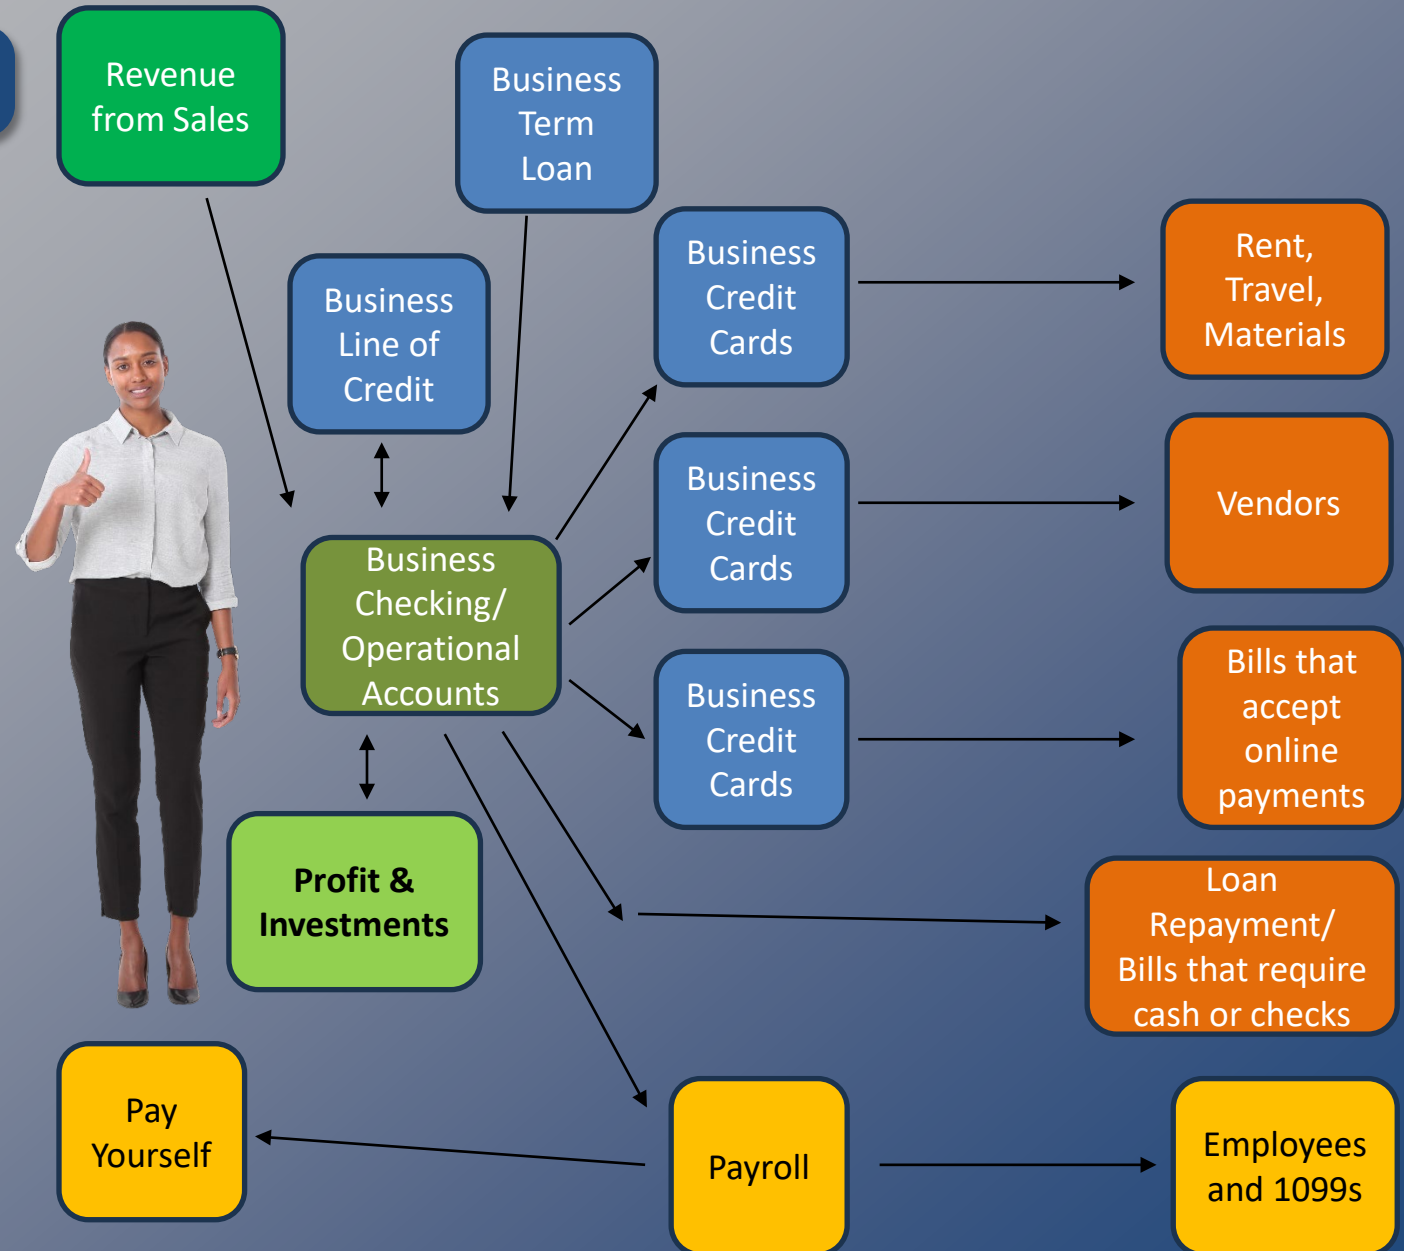 Revenue
from Sales
Business
Term
Loan
Business
Line of
Credit
Business
Credit
Cards
Rent,
Travel,
Materials
Business
Credit
Cards
Vendors
Business
Checking/
Operational
Accounts
Business
Credit
Cards
Bills that
accept
online
payments
Profit &
Investments
Loan
Repayment/
Bills that require
cash or checks
Pay
Yourself
Payroll
Employees
and 1099s